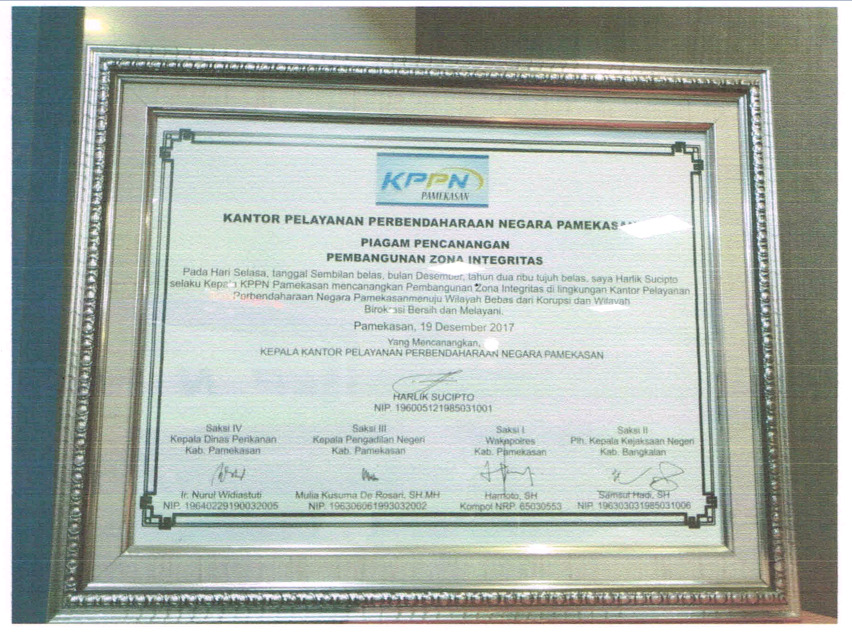 KPPN
PAMEKASAN
KANTOR PELAYANAN PERBENDAHARAAN NEGARA PAMEKASAN
PIAGAM PENCANANGAN
PEMBANGUNAN ZONA INTEGRITAS
Pada Hari Selasa, tanggal Sembilan belas, bulan Desember, tahun dua ribu tujuh belas, saya Harlik Sucipto
selaku Kepala KPPN Pamekasan mencanangkan Pembangunan Zona Integritas di lingkungan Kantor Pelayanan
Perbendaharaan Negara Pamekasanmenuju Wilayah Bebas dari Korupsi dan Wilayah
Birokrasi Bersih dan Melayani.
Pamekasan, 19 Desember 2017
Yang Mencanangkan,
KEPALA KANTOR PELAYANAN PERBENDAHARAAN NEGARA PAMEKASAN
HARLIK SUCIPTO
NIP. 196005121985031001
Saksi IV Saksi III Saksi I Saksi II
Kepala Dinas Perikanan Kepala Pengadilan Negeri Wakapolres Plh. Kepala Kejaksaan Negeri
Kab. Pamekasan Kab. Pamekasan Kab. Pamekasan Kab. Bangkalan
Ir. Nurul Widiastuti Mulia Kusuma De Rosari, SH.MH Hartoto, SH Samsul Hadi, SH
NIP. 196402291990032005 NIP. 196306061993032002 Kompol NRP. 65030553 NIP. 196303031985031006